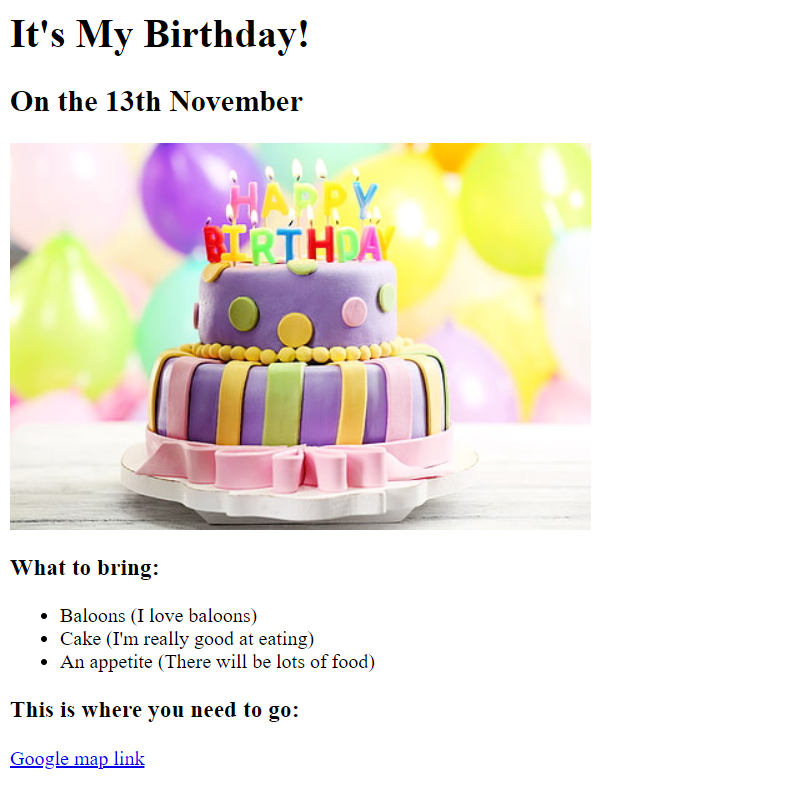 It's My Birthday!
On the 13th November
HAPPY
BIRTHDAY
What to bring:
Baloons (I love baloons)
Cake (I'm really good at eating)
An appetite (There will be lots of food)
This is where you need to go:
Google map link